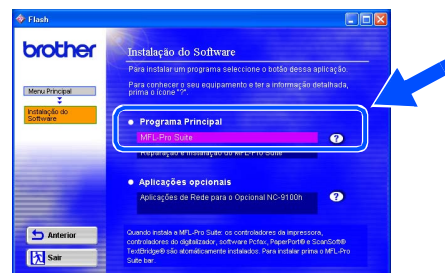 Flash
brother
Instalação do Software
Para instalar um programa seleccione o botão dessa aplicação.
Para conhecer o seu equipamento e ter a informação detalhada,
prima o ícone "?".
Menu Principal
Instalação do
Software
Programa Principal
MFL-Pro Suite
?
Reparação e Instalação do MFL-Pro Suite
Aplicações opcionais
Aplicações de Rede para o Opcional NC-9100h
?
Anterior
Sair
Quando instala a MFL-Pro Suite: os controladores da impressora,
controladores do digitalizador, software Pcfax, PaperPort® e ScanSoft®
TextBridge® são atomáticamente instalados. Para instalar prima o MFL-Pro
Suite bar.